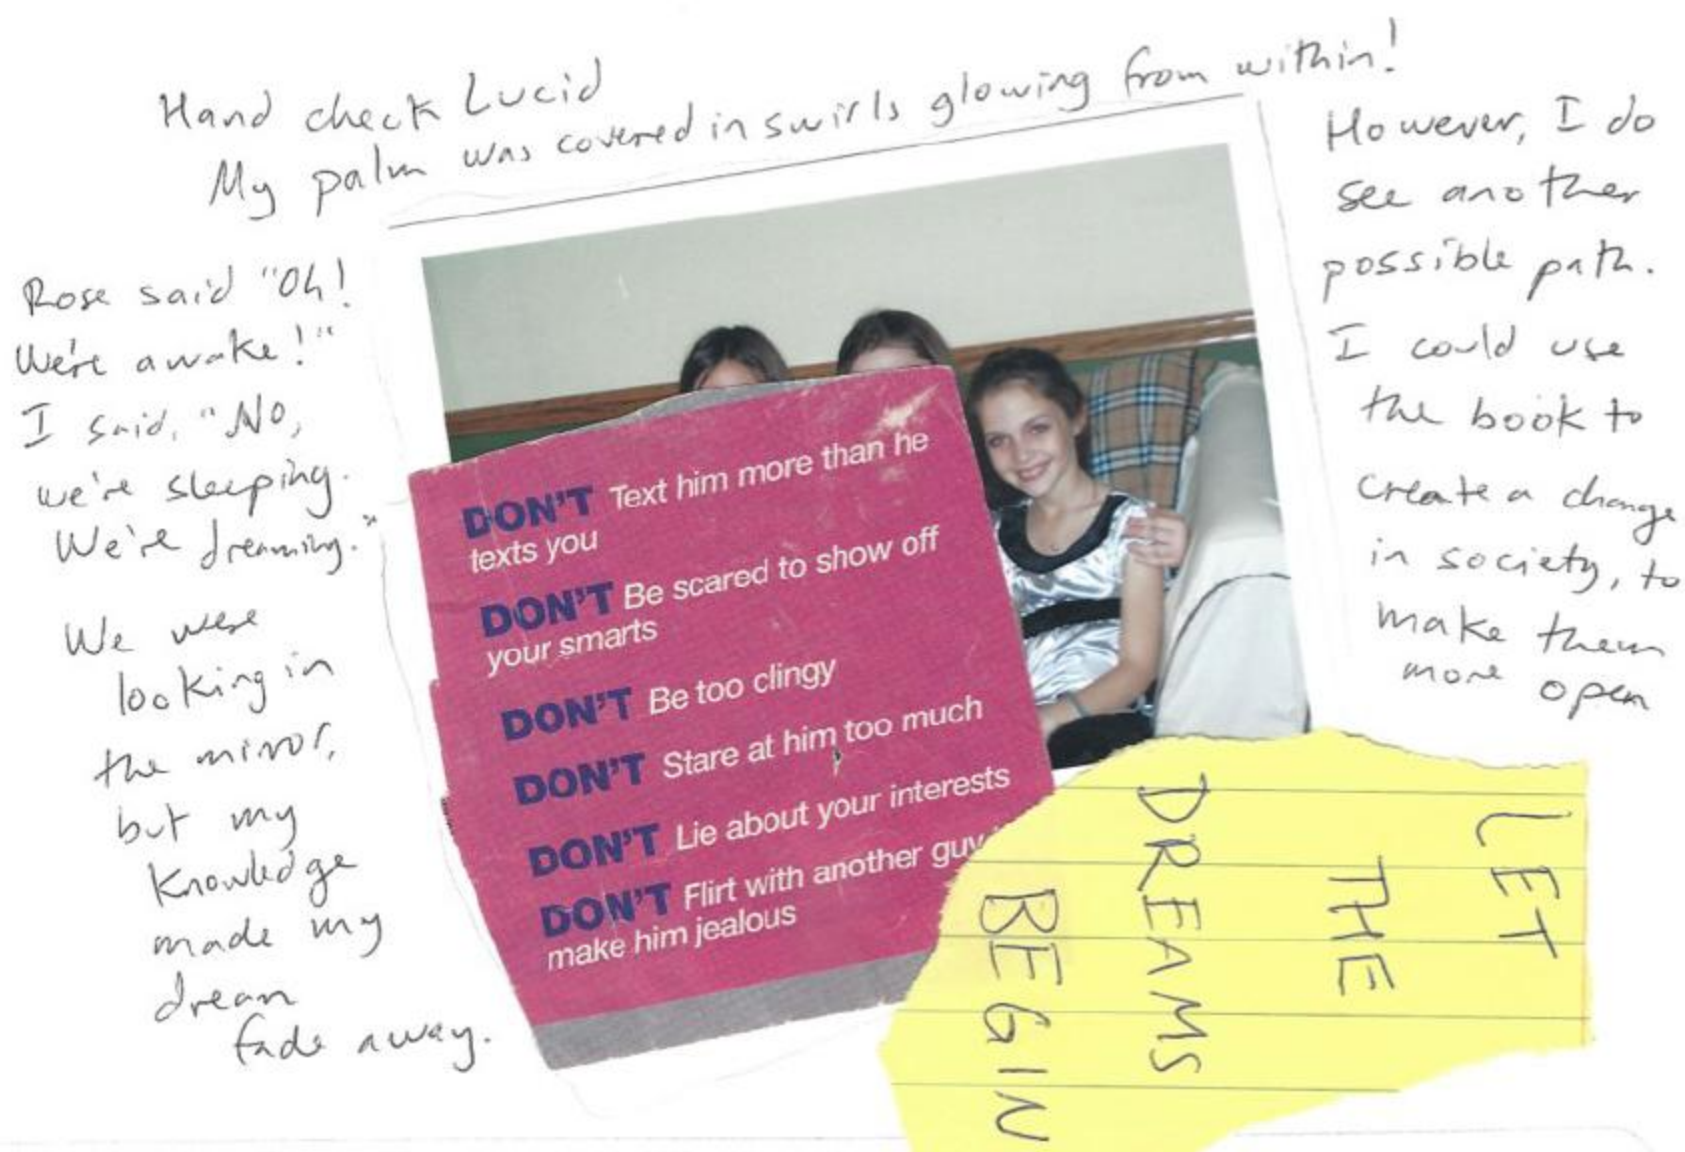 Hand check Lucid
My palm was covered in swirls glowing from within!
Rose said "Oh!
We're awake!"
I said, "No,
we're sleeping.
We're dreaming."
We were
looking in
the mirror,
but my
knowledge
made my
dream
fade away.
DON'T Text him more than he
texts you
DON'T Be scared to show off
your smarts
DON'T Be too clingy
DON'T Stare at him too much
DON'T Lie about your interests
DON'T Flirt with another guy
make him jealous
However, I do
see another
possible path.
I could use
the book to
create a change
in society, to
make them
more open
LET
THE
DREAMS
BEGIN